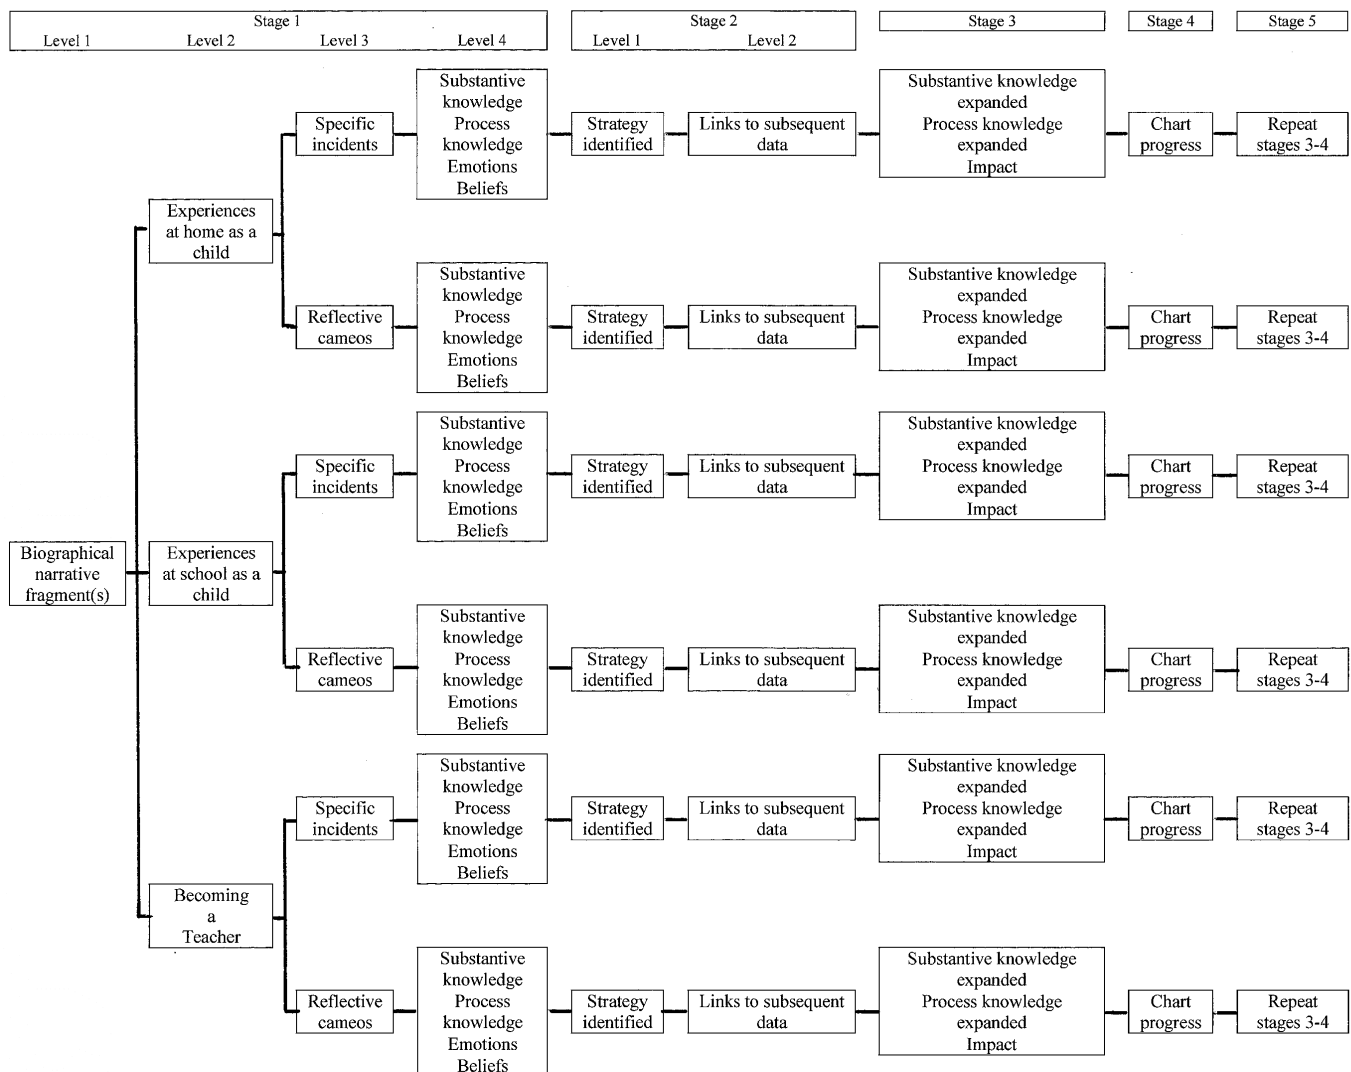 Stage 1
Stage 2
Stage 3
Stage 4
Stage 5
Level 1
Level 2
Level 3
Level 4
Level 1
Level 2
Biographical
narrative
fragment(s)
Experiences
at home as a
child
Specific
incidents
Substantive
knowledge
Process
knowledge
Emotions
Beliefs
Strategy
identified
Links to subsequent
data
Substantive knowledge
expanded
Process knowledge
expanded
Impact
Chart
progress
Repeat
stages 3-4
Reflective
cameos
Substantive
knowledge
Process
knowledge
Emotions
Beliefs
Strategy
identified
Links to subsequent
data
Substantive knowledge
expanded
Process knowledge
expanded
Impact
Chart
progress
Repeat
stages 3-4
Experiences
at school as a
child
Specific
incidents
Substantive
knowledge
Process
knowledge
Emotions
Beliefs
Strategy
identified
Links to subsequent
data
Substantive knowledge
expanded
Process knowledge
expanded
Impact
Chart
progress
Repeat
stages 3-4
Reflective
cameos
Substantive
knowledge
Process
knowledge
Emotions
Beliefs
Strategy
identified
Links to subsequent
data
Substantive knowledge
expanded
Process knowledge
expanded
Impact
Chart
progress
Repeat
stages 3-4
Becoming
a
Teacher
Specific
incidents
Substantive
knowledge
Process
knowledge
Emotions
Beliefs
Strategy
identified
Links to subsequent
data
Substantive knowledge
expanded
Process knowledge
expanded
Impact
Chart
progress
Repeat
stages 3-4
Reflective
cameos
Substantive
knowledge
Process
knowledge
Emotions
Beliefs
Strategy
identified
Links to subsequent
data
Substantive knowledge
expanded
Process knowledge
expanded
Impact
Chart
progress
Repeat
stages 3-4